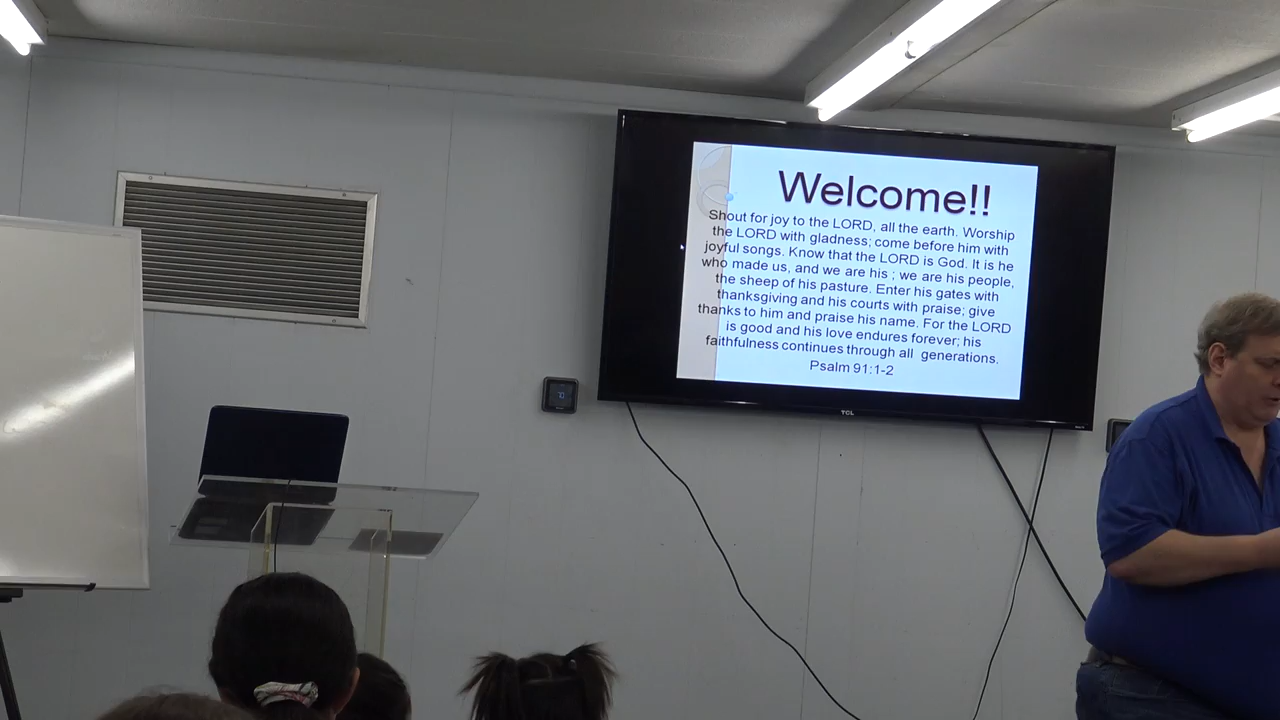 Welcome!!
Shout for joy to the LORD, all the earth. Worship
the LORD with gladness; come before him with
joyful songs. Know that the LORD is God. It is he
who made us, and we are his ; we are his people,
the sheep of his pasture. Enter his gates with
thanksgiving and his courts with praise; give
thanks to him and praise his name. For the LORD
is good and his love endures forever; his
faithfulness continues through all  generations.
Psalm 91:1-2
TCL
70